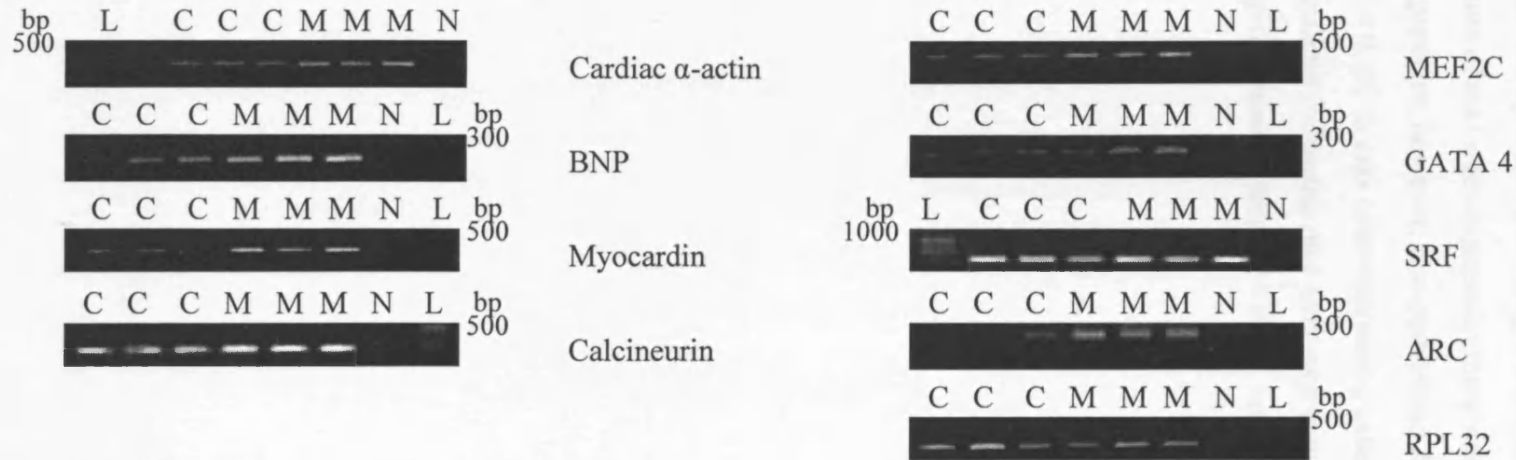 bp L C C C M M M N
500
Cardiac α-actin
C C C M M M N L bp
300
BNP
C C C M M M N L bp
500
Myocardin
C C C M M M N L bp
500
Calcineurin
C C C M M M N L bp
500
MEF2C
C C C M M M N L bp
300
GATA 4
bp L C C C M M M N
1000
SRF
C C C M M M N L bp
300
ARC
C C C M M M N L bp
500
RPL32